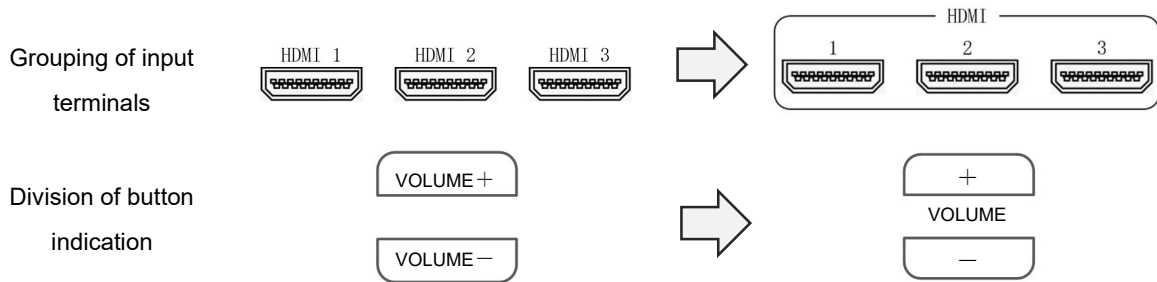 Grouping of input
terminals
HDMI 1 HDMI 2 HDMI 3
HDMI
1 2 3
Division of button
indication
VOLUME+
VOLUME-
+
VOLUME
-